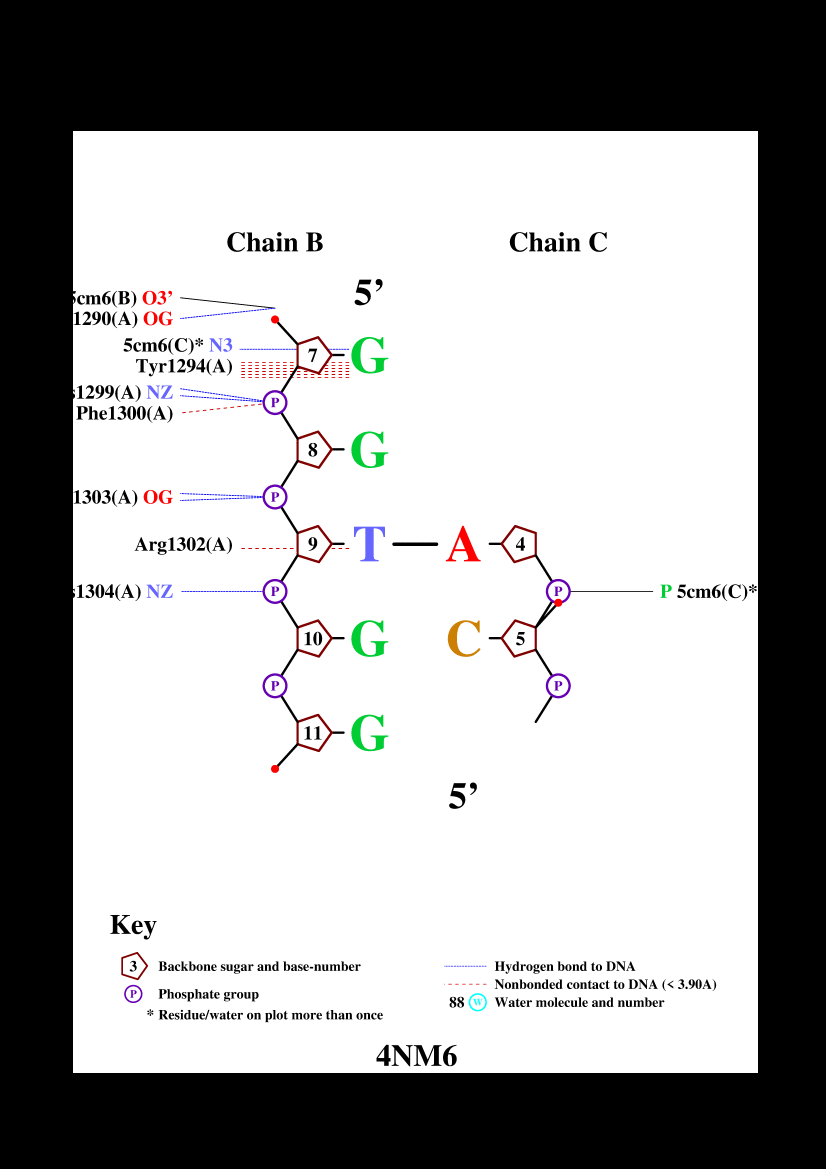 Chain B Chain C
5’
5cm6(B) O3’
1290(A) OG
5cm6(C)* N3
Tyr1294(A)
7 G
s1299(A) NZ
P
Phe1300(A)
8 G
1303(A) OG P
Arg1302(A) 9 T A 4
s1304(A) NZ P P P 5cm6(C)*
10 G C 5
P P
11 G
5’
Key
3 Backbone sugar and base-number
P Phosphate group
* Residue/water on plot more than once
Hydrogen bond to DNA
Nonbonded contact to DNA (< 3.90A)
88 W Water molecule and number
4NM6